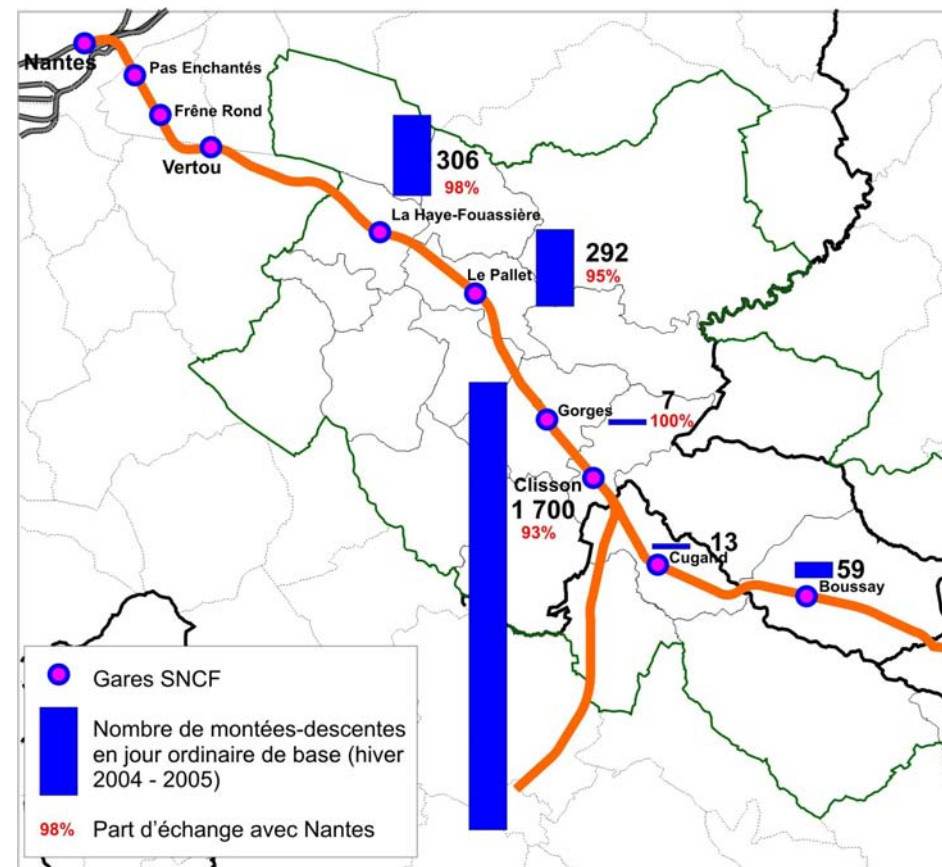 Nantes
Pas Enchantés
Frêne Rond
Vertou
306
98%
La Haye-Fouassière
292
95%
Le Pallet
7
100%
Gorges
Clisson
1 700
93%
13
Cugand
59
Boussay
Gares SNCF
Nombre de montées-descentes
en jour ordinaire de base (hiver
2004 - 2005)
98% Part d'échange avec Nantes